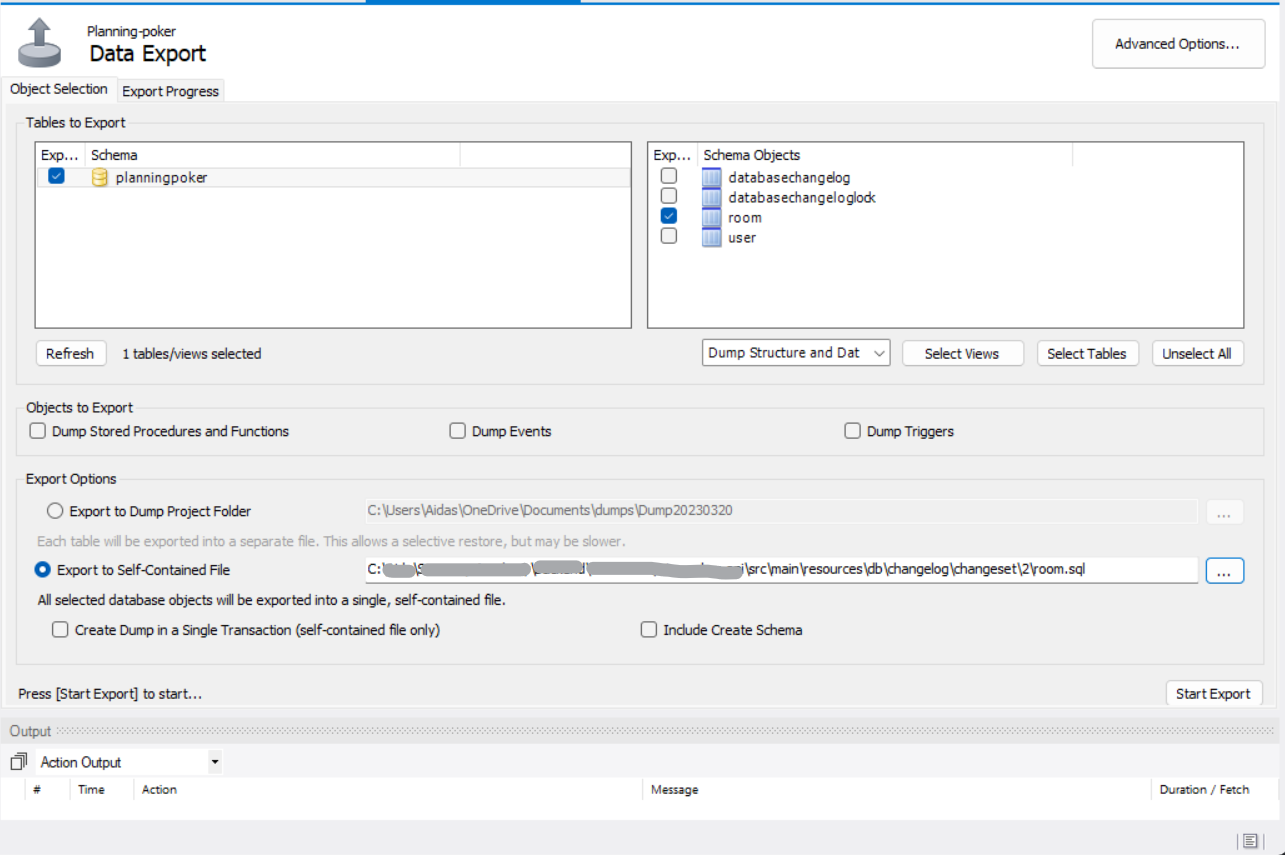 Planning-poker
Data Export
Advanced Options...
Object Selection
Export Progress
Tables to Export
Exp... Schema
planningpoker
Exp... Schema Objects
databasechangelog
databasechangeloglock
room
user
Refresh
1 tables/views selected
Dump Structure and Dat
Select Views
Select Tables
Unselect All
Objects to Export
Dump Stored Procedures and Functions
Dump Events
Dump Triggers
Export Options
Export to Dump Project Folder
C:\Users\Aidas\OneDrive\Documents\dumps\Dump20230320
...
Each table will be exported into a separate file. This allows a selective restore, but may be slower.
Export to Self-Contained File
C:\ \src\main\resources\db\changelog\changeset\2\room.sql
...
All selected database objects will be exported into a single, self-contained file.
Create Dump in a Single Transaction (self-contained file only)
Include Create Schema
Press [Start Export] to start...
Start Export
Output
Action Output
# Time Action Message Duration / Fetch